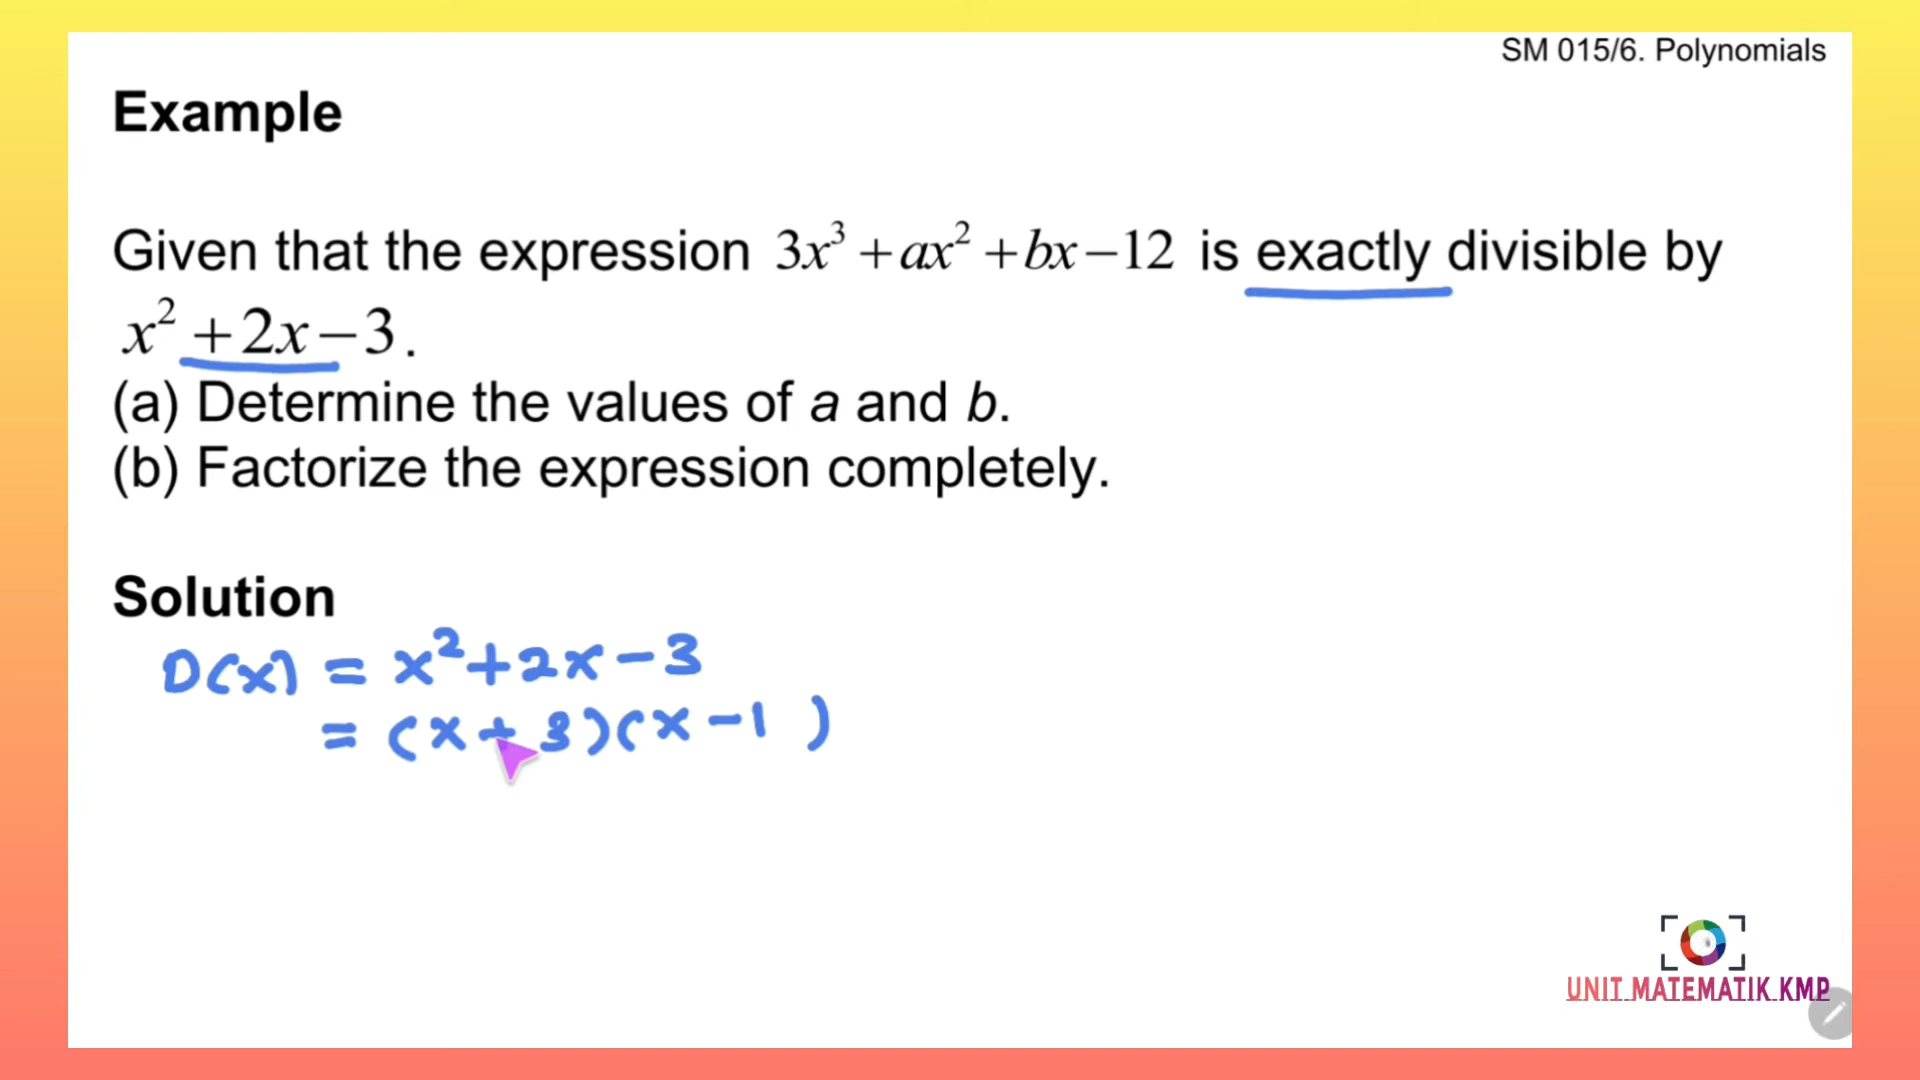 SM 015/6. Polynomials
Example
Given that the expression 3x³ + ax² + bx − 12 is exactly divisible by
x² + 2x − 3.
(a) Determine the values of a and b.
(b) Factorize the expression completely.
Solution
D(x) = x² + 2x − 3
= (x + 3)(x − 1 )
UNIT.MATEMATIK.KMP